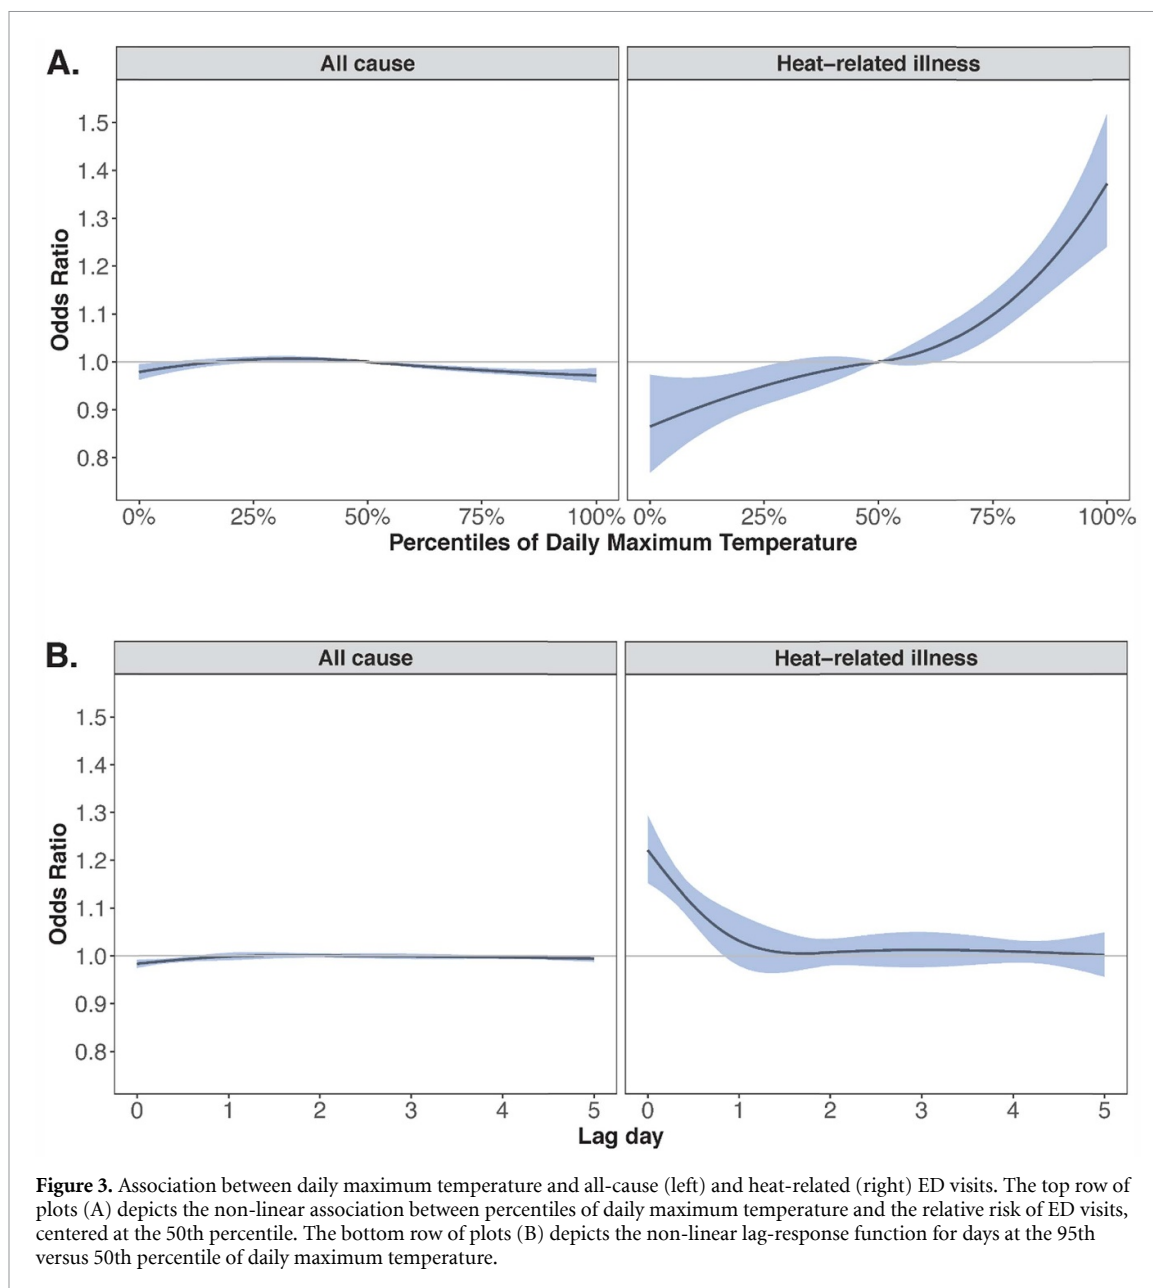 A.
All cause
Heat–related illness
Odds Ratio
1.5
1.4
1.3
1.2
1.1
1.0
0.9
0.8
0% 25% 50% 75% 100% 0% 25% 50% 75% 100%
Percentiles of Daily Maximum Temperature
B.
All cause
Heat–related illness
Odds Ratio
1.5
1.4
1.3
1.2
1.1
1.0
0.9
0.8
0 1 2 3 4 5 0 1 2 3 4 5
Lag day
Figure 3. Association between daily maximum temperature and all-cause (left) and heat-related (right) ED visits. The top row of
plots (A) depicts the non-linear association between percentiles of daily maximum temperature and the relative risk of ED visits,
centered at the 50th percentile. The bottom row of plots (B) depicts the non-linear lag-response function for days at the 95th
versus 50th percentile of daily maximum temperature.